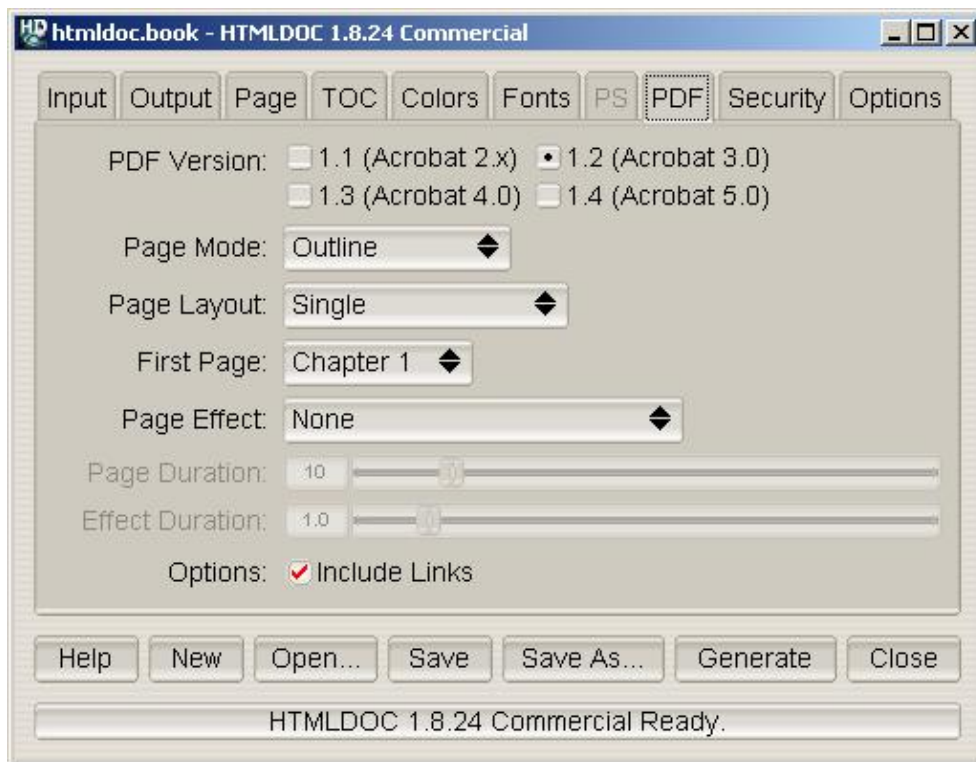 htmldoc.book - HTMLDOC 1.8.24 Commercial
Input Output Page TOC Colors Fonts PS PDF Security Options
PDF Version: 1.1 (Acrobat 2.x) 1.2 (Acrobat 3.0)
1.3 (Acrobat 4.0) 1.4 (Acrobat 5.0)
Page Mode: Outline
Page Layout: Single
First Page: Chapter 1
Page Effect: None
Page Duration: 10
Effect Duration: 1.0
Options: Include Links
Help New Open... Save Save As... Generate Close
HTMLDOC 1.8.24 Commercial Ready.